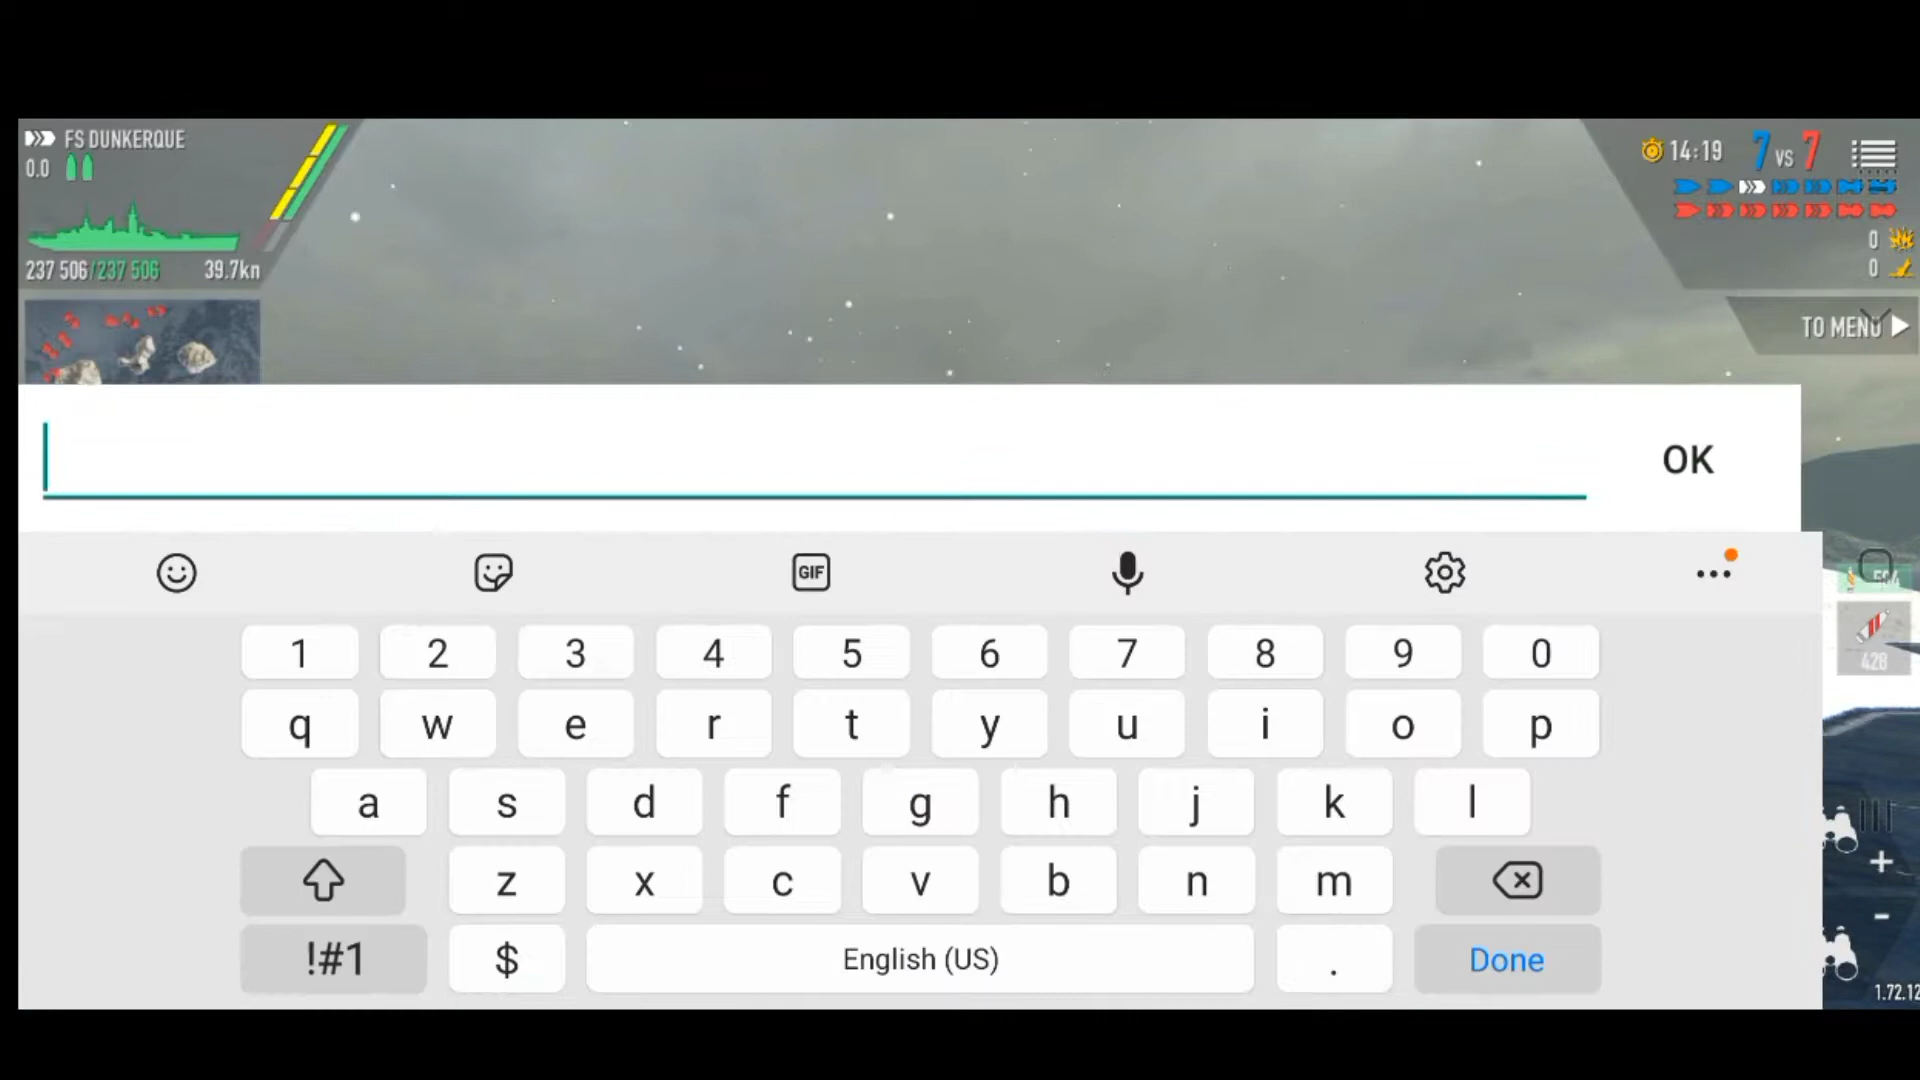 FS DUNKERQUE
0.0
237 506/237 506 39.7kn
14:19 7 VS 7
0
0
TO MENU
OK
GIF
1 2 3 4 5 6 7 8 9 0
q w e r t y u i o p
a s d f g h j k l
z x c v b n m
!#1 $ English (US) . Done
428
+
-
1.72.12